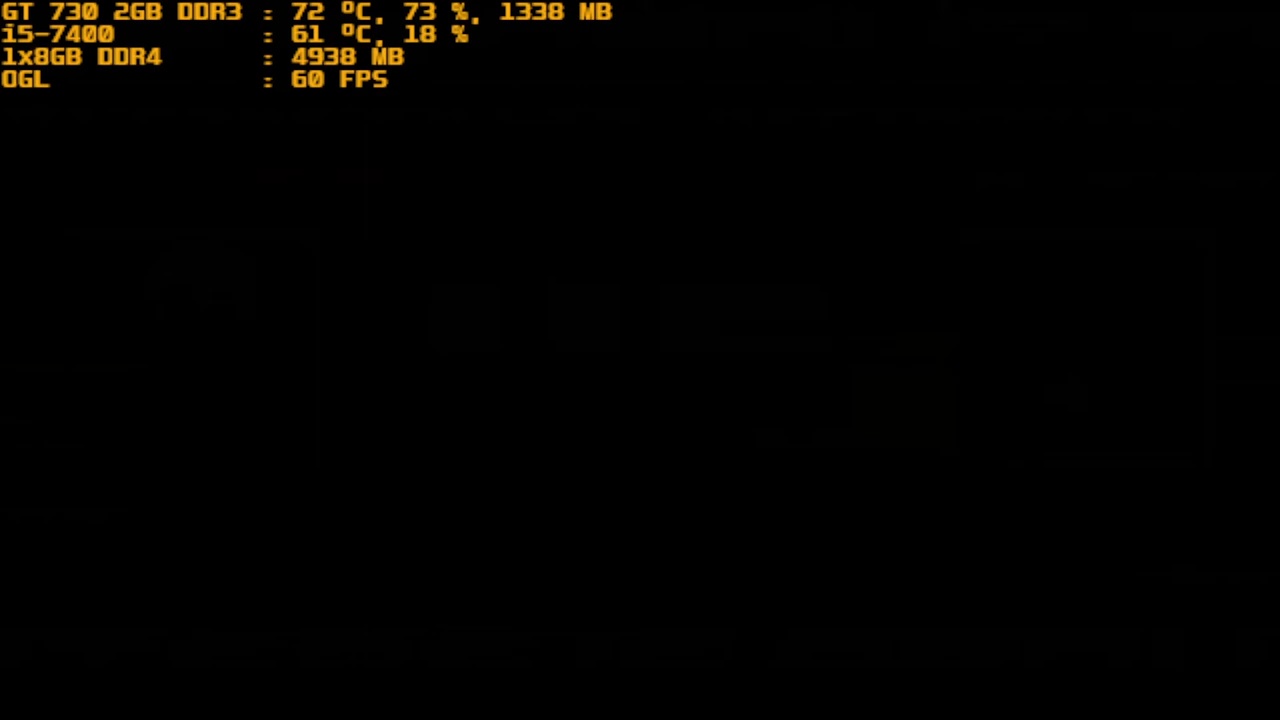 GT 730 2GB DDR3 : 72 ºC, 73 %, 1338 MB
i5-7400 : 61 ºC, 18 %
1x8GB DDR4 : 4938 MB
OGL : 60 FPS